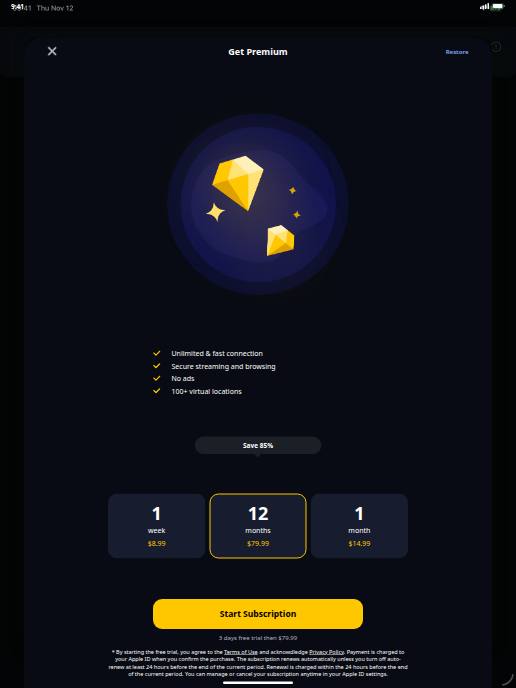 9:41 Thu Nov 12
Get Premium
Restore
Unlimited & fast connection
Secure streaming and browsing
No ads
100+ virtual locations
Save 85%
1
week
$8.99
12
months
$79.99
1
month
$14.99
Start Subscription
3 days free trial then $79.99
* By starting the free trial, you agree to the Terms of Use and acknowledge Privacy Policy. Payment is charged to
your Apple ID when you confirm the purchase. The subscription renews automatically unless you turn off auto-
renew at least 24 hours before the end of the current period. Renewal is charged within the 24 hours before the end
of the current period. You can manage or cancel your subscription anytime in your Apple ID settings.